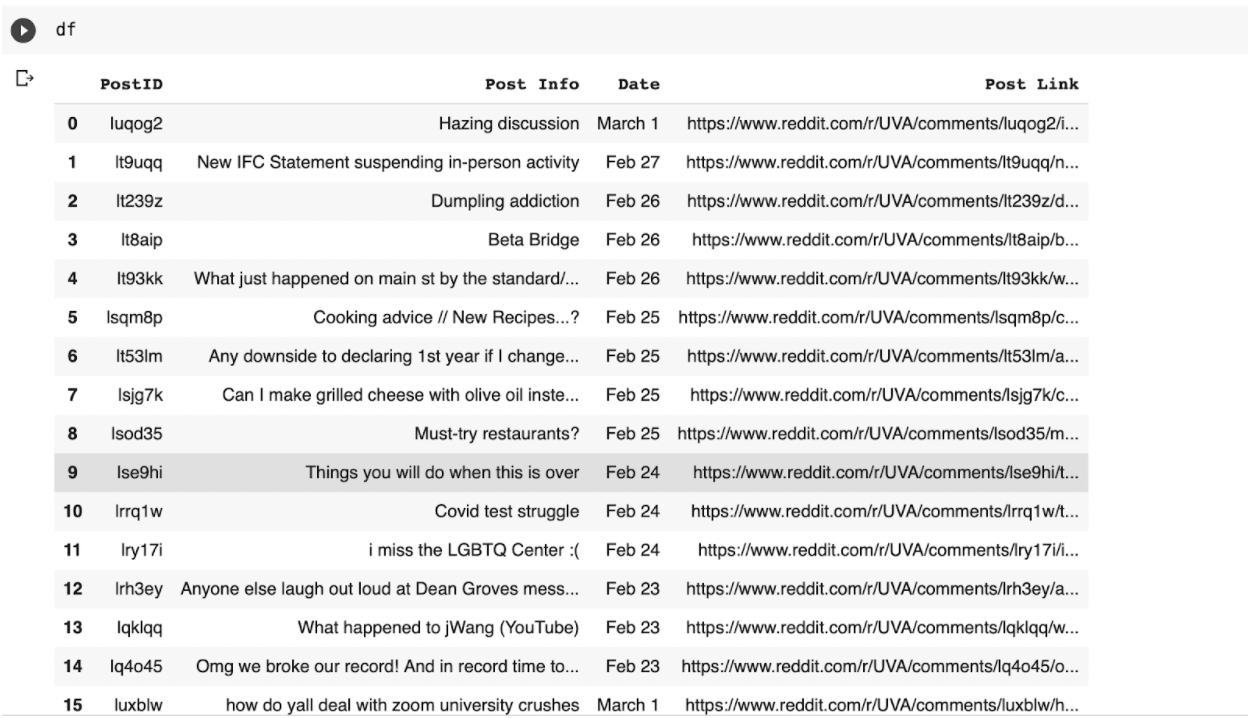 df
PostID Post Info Date Post Link
0 luqog2 Hazing discussion March 1 https://www.reddit.com/r/UVA/comments/luqog2/i...
1 lt9uqq New IFC Statement suspending in-person activity Feb 27 https://www.reddit.com/r/UVA/comments/lt9uqq/n...
2 lt239z Dumpling addiction Feb 26 https://www.reddit.com/r/UVA/comments/lt239z/d...
3 lt8aip Beta Bridge Feb 26 https://www.reddit.com/r/UVA/comments/lt8aip/b...
4 lt93kk What just happened on main st by the standard/... Feb 26 https://www.reddit.com/r/UVA/comments/lt93kk/w...
5 lsqm8p Cooking advice // New Recipes...? Feb 25 https://www.reddit.com/r/UVA/comments/lsqm8p/c...
6 lt53lm Any downside to declaring 1st year if I change... Feb 25 https://www.reddit.com/r/UVA/comments/lt53lm/a...
7 lsjg7k Can I make grilled cheese with olive oil inste... Feb 25 https://www.reddit.com/r/UVA/comments/lsjg7k/c...
8 lsod35 Must-try restaurants? Feb 25 https://www.reddit.com/r/UVA/comments/lsod35/m...
9 lse9hi Things you will do when this is over Feb 24 https://www.reddit.com/r/UVA/comments/lse9hi/t...
10 lrrq1w Covid test struggle Feb 24 https://www.reddit.com/r/UVA/comments/lrrq1w/t...
11 lry17i i miss the LGBTQ Center :( Feb 24 https://www.reddit.com/r/UVA/comments/lry17i/i...
12 lrh3ey Anyone else laugh out loud at Dean Groves mess... Feb 23 https://www.reddit.com/r/UVA/comments/lrh3ey/a...
13 lqklqq What happened to jWang (YouTube) Feb 23 https://www.reddit.com/r/UVA/comments/lqklqq/w...
14 lq4o45 Omg we broke our record! And in record time to... Feb 23 https://www.reddit.com/r/UVA/comments/lq4o45/o...
15 luxblw how do yall deal with zoom university crushes March 1 https://www.reddit.com/r/UVA/comments/luxblw/h...